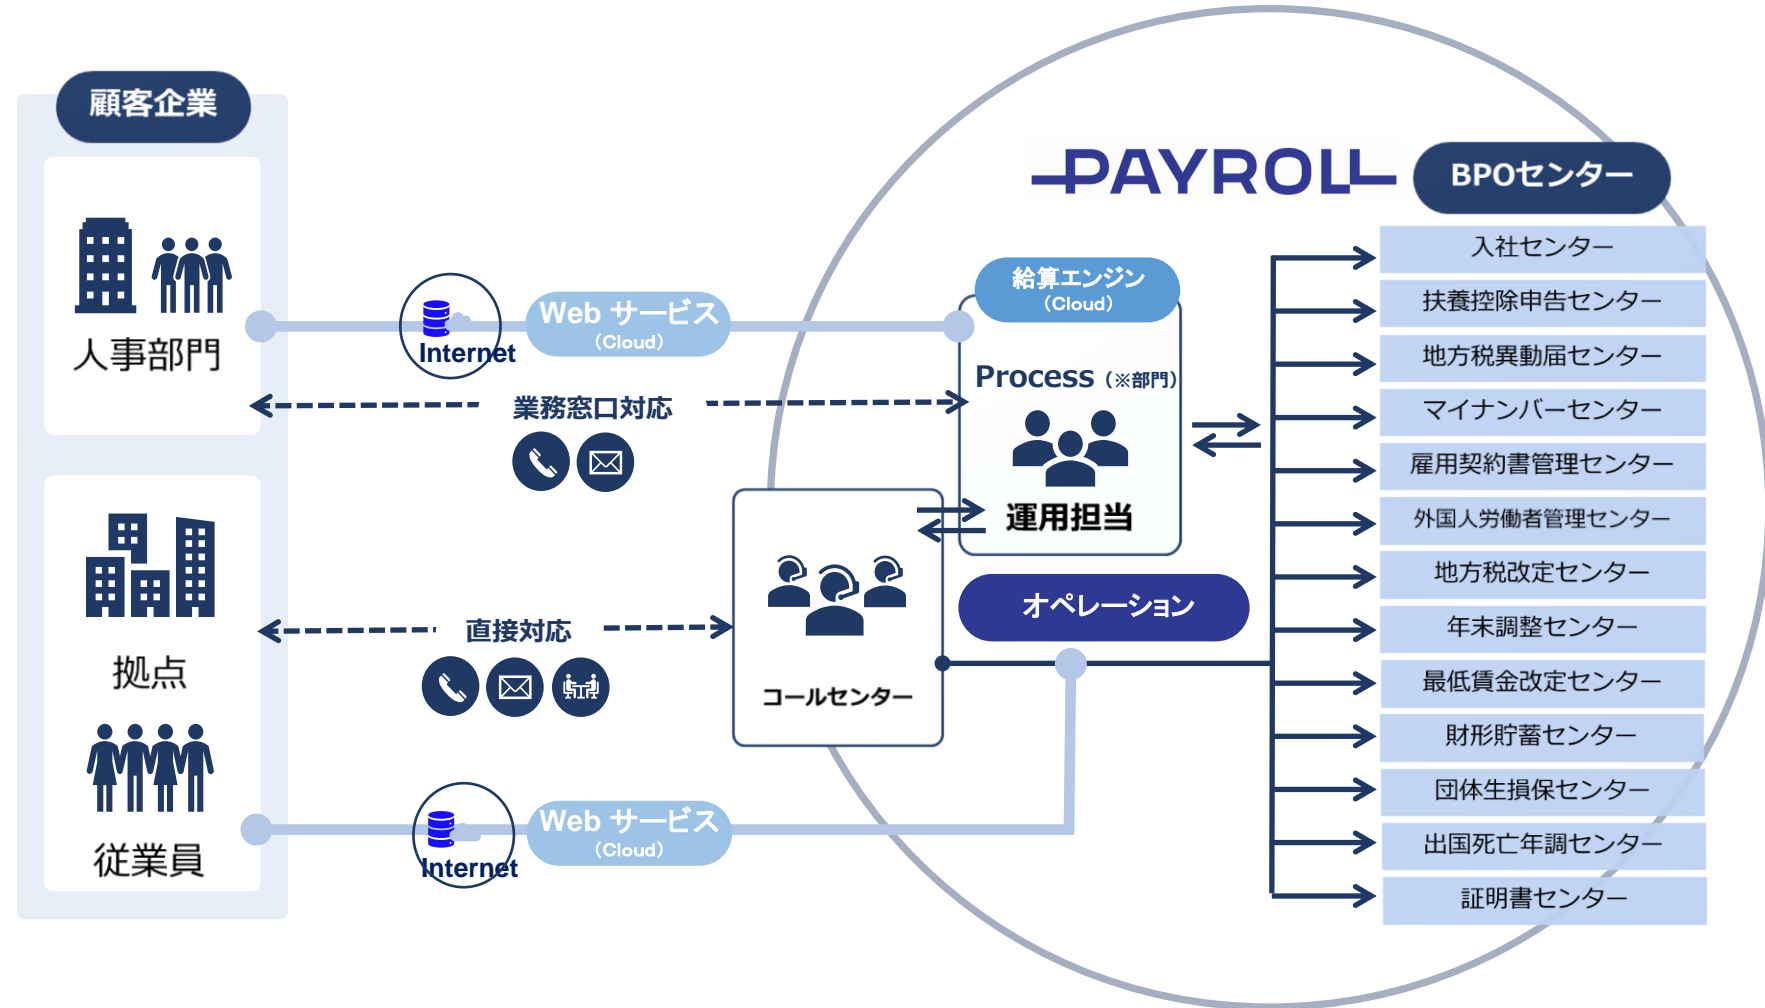 顧客企業
人事部門
拠点
従業員
Internet
Web サービス
（Cloud）
業務窓口対応
直接対応
Internet
Web サービス
（Cloud）
コールセンター
PAYROLL
給算エンジン
（Cloud）
Process（※部門）
運用担当
オペレーション
BPOセンター
入社センター
扶養控除申告センター
地方税異動届センター
マイナンバーセンター
雇用契約書管理センター
外国人労働者管理センター
地方税改定センター
年末調整センター
最低賃金改定センター
財形貯蓄センター
団体生損保センター
出国死亡年調センター
証明書センター